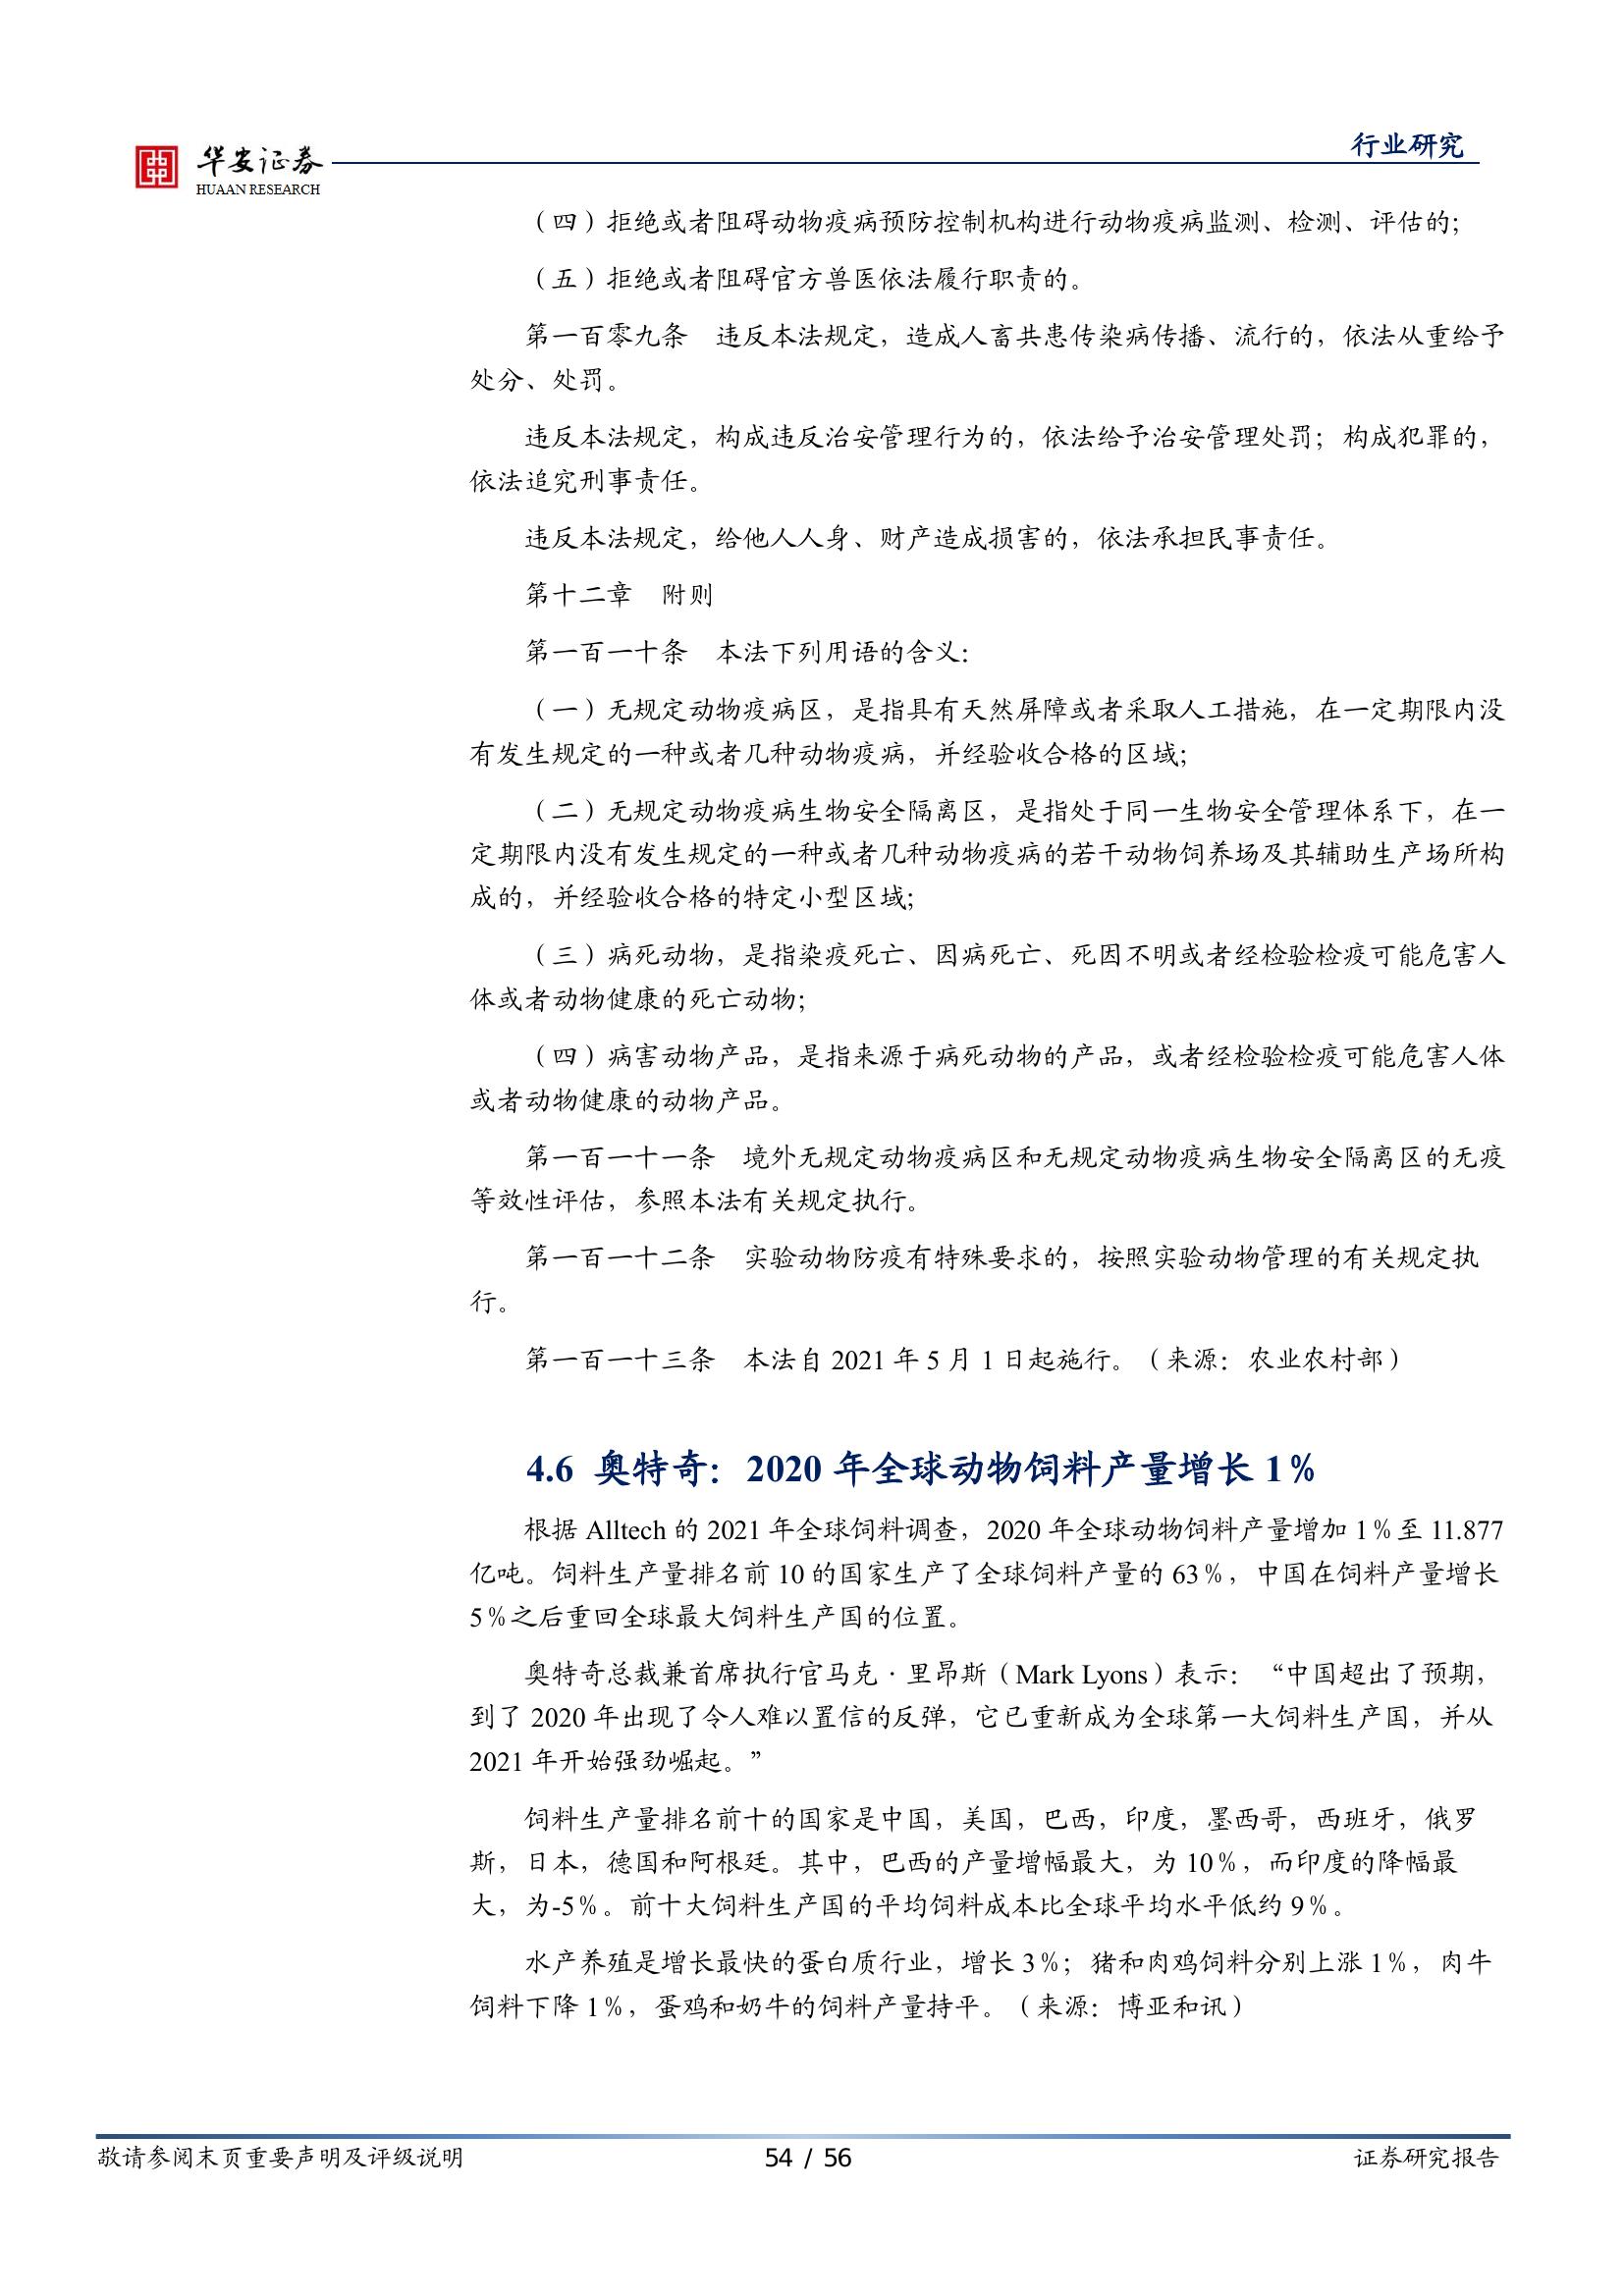 华安证券
HUAAN RESEARCH
行业研究
（四）拒绝或者阻碍动物疫病预防控制机构进行动物疫病监测、检测、评估的；
（五）拒绝或者阻碍官方兽医依法履行职责的。
第一百零九条　违反本法规定，造成人畜共患传染病传播、流行的，依法从重给予
处分、处罚。
违反本法规定，构成违反治安管理行为的，依法给予治安管理处罚；构成犯罪的，
依法追究刑事责任。
违反本法规定，给他人人身、财产造成损害的，依法承担民事责任。
第十二章　附则
第一百一十条　本法下列用语的含义：
（一）无规定动物疫病区，是指具有天然屏障或者采取人工措施，在一定期限内没
有发生规定的一种或者几种动物疫病，并经验收合格的区域；
（二）无规定动物疫病生物安全隔离区，是指处于同一生物安全管理体系下，在一
定期限内没有发生规定的一种或者几种动物疫病的若干动物饲养场及其辅助生产场所构
成的，并经验收合格的特定小型区域；
（三）病死动物，是指染疫死亡、因病死亡、死因不明或者经检验检疫可能危害人
体或者动物健康的死亡动物；
（四）病害动物产品，是指来源于病死动物的产品，或者经检验检疫可能危害人体
或者动物健康的动物产品。
第一百一十一条　境外无规定动物疫病区和无规定动物疫病生物安全隔离区的无疫
等效性评估，参照本法有关规定执行。
第一百一十二条　实验动物防疫有特殊要求的，按照实验动物管理的有关规定执
行。
第一百一十三条　本法自 2021 年 5 月 1 日起施行。（来源：农业农村部）
4.6 奥特奇：2020 年全球动物饲料产量增长 1％
根据 Alltech 的 2021 年全球饲料调查，2020 年全球动物饲料产量增加 1％至 11.877
亿吨。饲料生产量排名前 10 的国家生产了全球饲料产量的 63％，中国在饲料产量增长
5％之后重回全球最大饲料生产国的位置。
奥特奇总裁兼首席执行官马克·里昂斯（Mark Lyons）表示：“中国超出了预期，
到了 2020 年出现了令人难以置信的反弹，它已重新成为全球第一大饲料生产国，并从
2021 年开始强劲崛起。”
饲料生产量排名前十的国家是中国，美国，巴西，印度，墨西哥，西班牙，俄罗
斯，日本，德国和阿根廷。其中，巴西的产量增幅最大，为 10％，而印度的降幅最
大，为-5％。前十大饲料生产国的平均饲料成本比全球平均水平低约 9％。
水产养殖是增长最快的蛋白质行业，增长 3％；猪和肉鸡饲料分别上涨 1％，肉牛
饲料下降 1％，蛋鸡和奶牛的饲料产量持平。（来源：博亚和讯）
敬请参阅末页重要声明及评级说明
54 / 56
证券研究报告